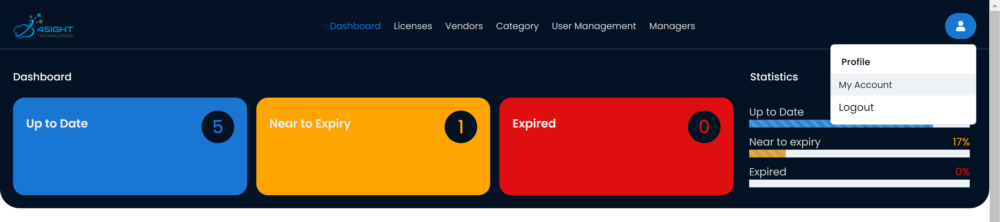 4SIGHT
TECHNOLOGIES
eDashboard Licenses Vendors Category User Management Managers
Profile
My Account
Logout
Dashboard
Up to Date 5
Near to Expiry 1
Expired 0
Statistics
Up to Date
Near to expiry 17%
Expired 0%